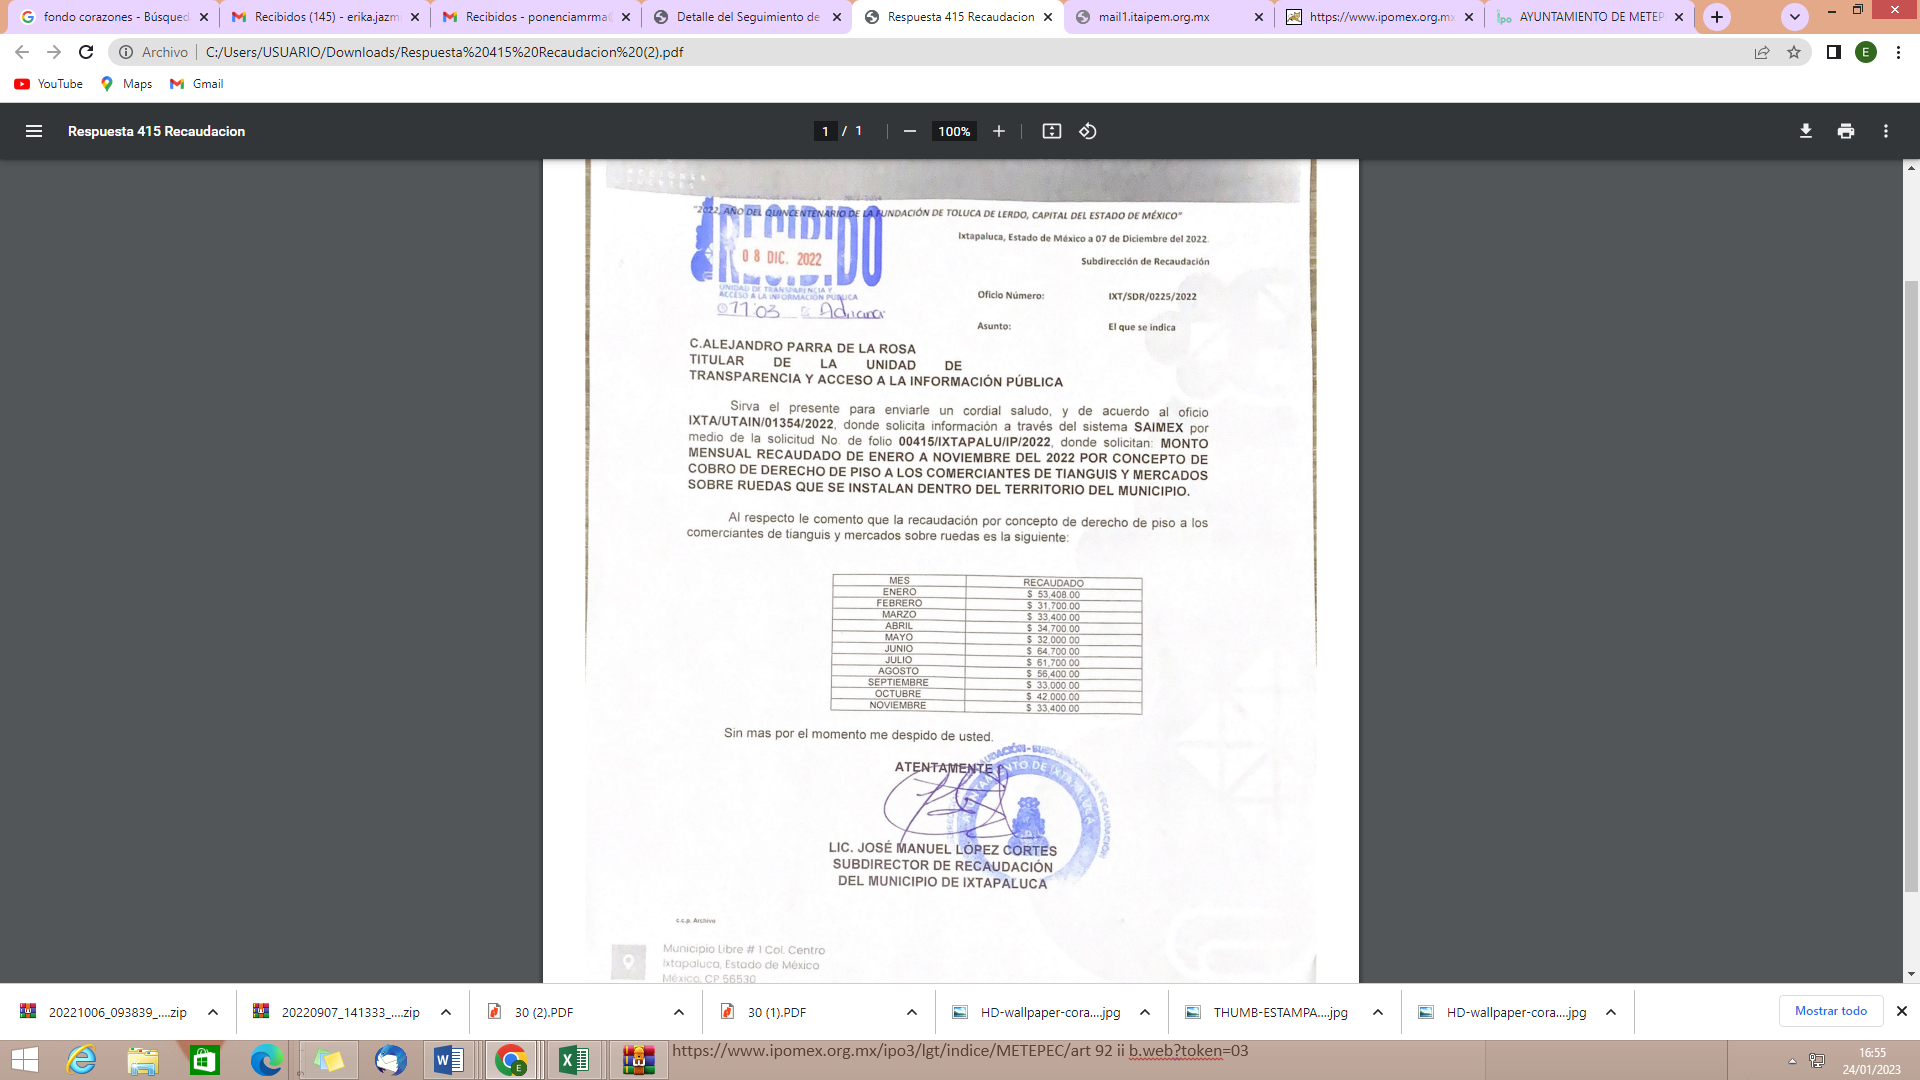 fondo corazones - Búsqued
Recibidos (145) - erika.jazm
Recibidos - ponenciamrma
Detalle del Seguimiento de
Respuesta 415 Recaudacion
mail1.itaipem.org.mx
https://www.ipomex.org.m
AYUNTAMIENTO DE METEP
Archivo
C:/Users/USUARIO/Downloads/Respuesta%20415%20Recaudacion%20(2).pdf
E
YouTube
Maps
Gmail
Respuesta 415 Recaudacion
1 / 1
100%
"2022, AÑO DEL QUINCENTENARIO DE LA FUNDACIÓN DE TOLUCA DE LERDO, CAPITAL DEL ESTADO DE MÉXICO"
RECIBIDO
08 DIC. 2022
UNIDAD DE TRANSPARENCIA Y
ACCESO A LA INFORMACIÓN PÚBLICA
11:03 Adriana
Ixtapaluca, Estado de México a 07 de Diciembre del 2022.
Subdirección de Recaudación
Oficio Número: IXT/SDR/0225/2022
Asunto: El que se indica
C.ALEJANDRO PARRA DE LA ROSA
TITULAR DE LA UNIDAD DE
TRANSPARENCIA Y ACCESO A LA INFORMACIÓN PÚBLICA
Sirva el presente para enviarle un cordial saludo, y de acuerdo al oficio
IXTA/UTAIN/01354/2022, donde solicita información a través del sistema SAIMEX por
medio de la solicitud No. de folio 00415/IXTAPALU/IP/2022, donde solicitan: MONTO
MENSUAL RECAUDADO DE ENERO A NOVIEMBRE DEL 2022 POR CONCEPTO DE
COBRO DE DERECHO DE PISO A LOS COMERCIANTES DE TIANGUIS Y MERCADOS
SOBRE RUEDAS QUE SE INSTALAN DENTRO DEL TERRITORIO DEL MUNICIPIO.
Al respecto le comento que la recaudación por concepto de derecho de piso a los
comerciantes de tianguis y mercados sobre ruedas es la siguiente:
MES RECAUDADO
ENERO $ 53,408.00
FEBRERO $ 31,700.00
MARZO $ 33,400.00
ABRIL $ 34,700.00
MAYO $ 32,000.00
JUNIO $ 64,700.00
JULIO $ 61,700.00
AGOSTO $ 56,400.00
SEPTIEMBRE $ 33,000.00
OCTUBRE $ 42,000.00
NOVIEMBRE $ 33,400.00
Sin mas por el momento me despido de usted.
ATENTAMENTE
LIC. JOSÉ MANUEL LÓPEZ CORTES
SUBDIRECTOR DE RECAUDACIÓN
DEL MUNICIPIO DE IXTAPALUCA
c.c.p. Archivo
Municipio Libre # 1 Col. Centro
Ixtapaluca, Estado de México
México, CP 56530
20221006_093839_....zip
20220907_141333_....zip
30 (2).PDF
30 (1).PDF
HD-wallpaper-cora....jpg
THUMB-ESTAMPA....jpg
HD-wallpaper-cora....jpg
Mostrar todo
https://www.ipomex.org.mx/ipo3/lgt/indice/METEPEC/art 92 ii b.web?token=03
16:55
24/01/2023